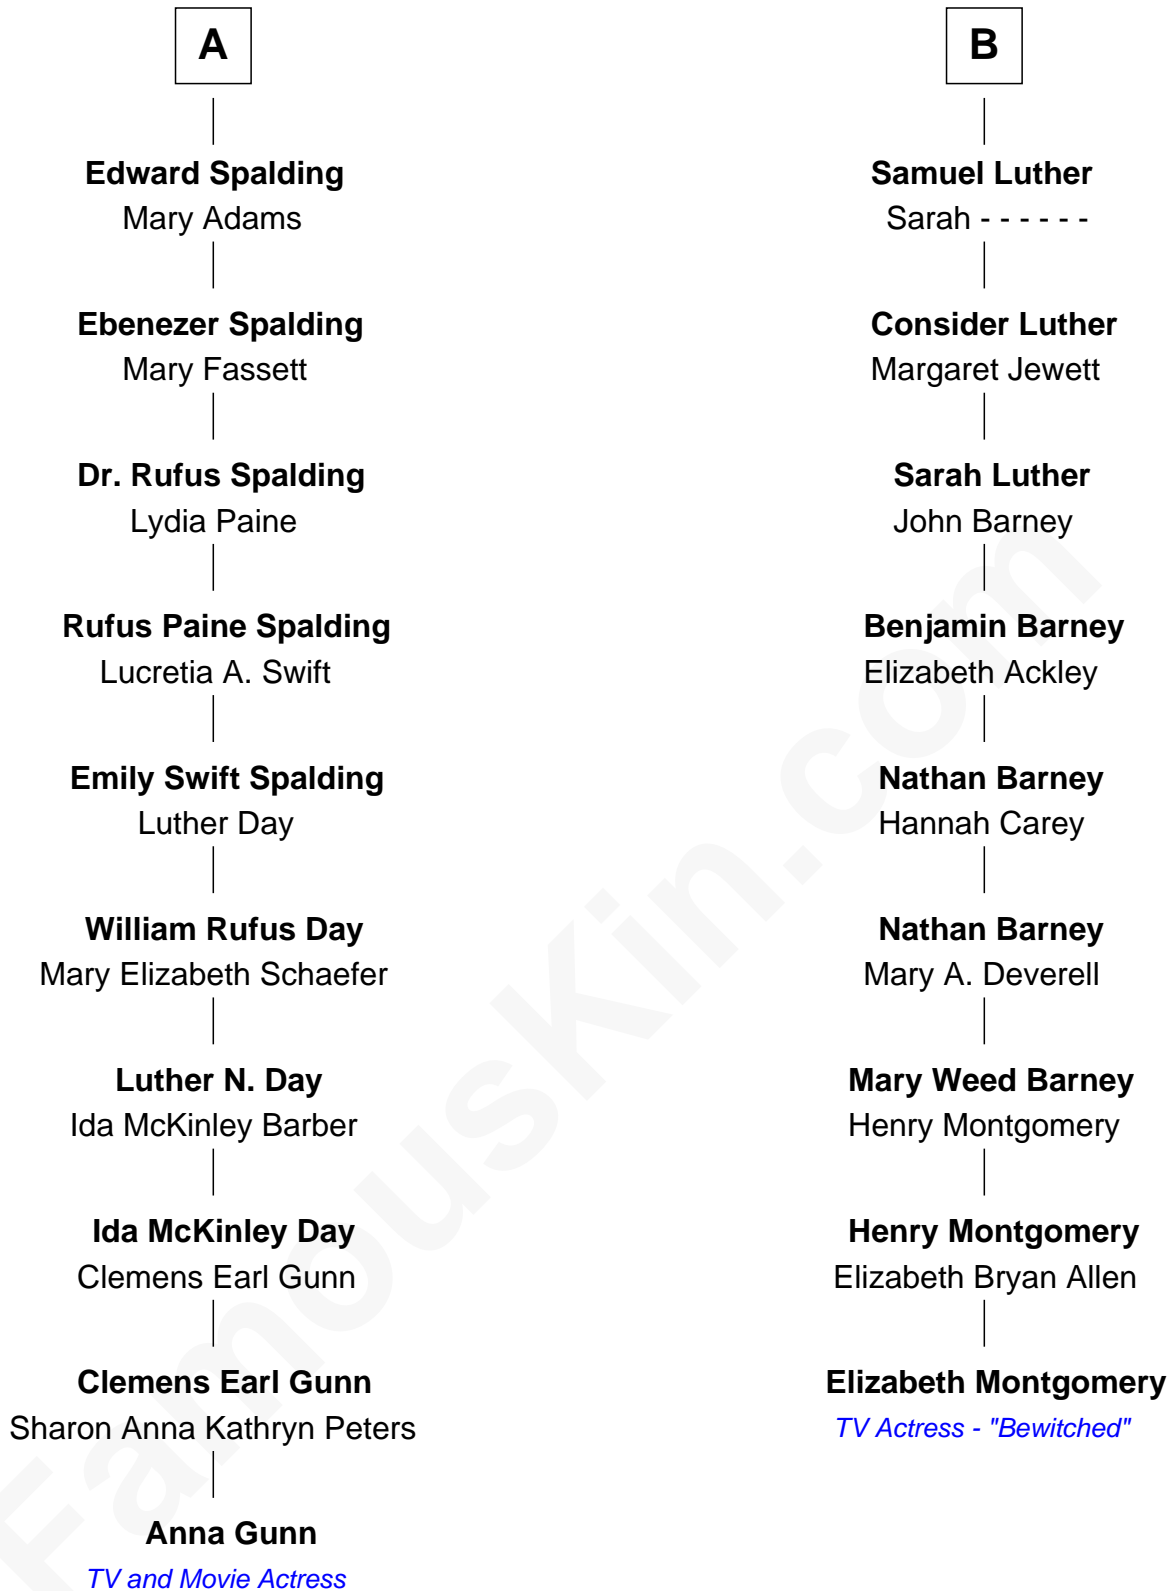 A
Edward Spalding
Mary Adams
Ebenezer Spalding
Mary Fassett
Dr. Rufus Spalding
Lydia Paine
Rufus Paine Spalding
Lucretia A. Swift
Emily Swift Spalding
Luther Day
William Rufus Day
Mary Elizabeth Schaefer
Luther N. Day
Ida McKinley Barber
Ida McKinley Day
Clemens Earl Gunn
Clemens Earl Gunn
Sharon Anna Kathryn Peters
Anna Gunn
TV and Movie Actress
B
Samuel Luther
Sarah - - - - - -
Consider Luther
Margaret Jewett
Sarah Luther
John Barney
Benjamin Barney
Elizabeth Ackley
Nathan Barney
Hannah Carey
Nathan Barney
Mary A. Deverell
Mary Weed Barney
Henry Montgomery
Henry Montgomery
Elizabeth Bryan Allen
Elizabeth Montgomery
TV Actress - "Bewitched"
FamousKin.com